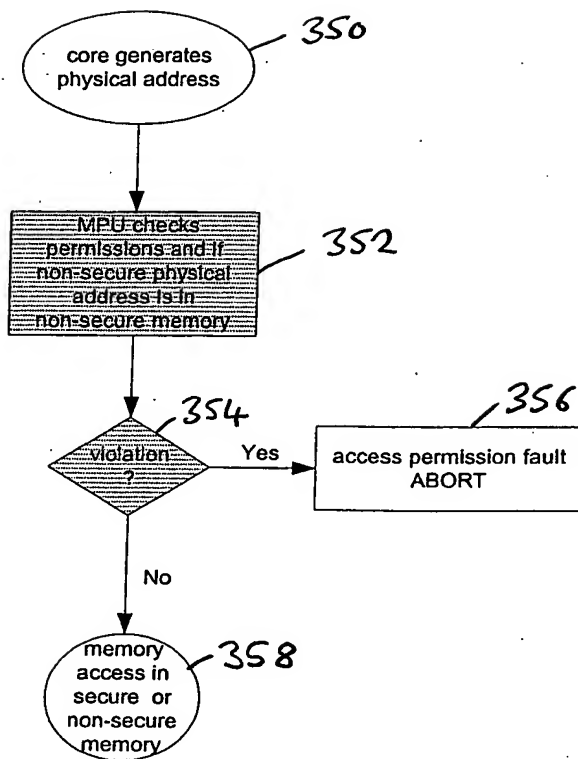 core generates
physical address
350
MPU checks
permissions and if
non-secure physical
address is in
non-secure memory
352
violation
?
354
Yes
access permission fault
ABORT
356
No
memory
access in
secure or
non-secure
memory
358